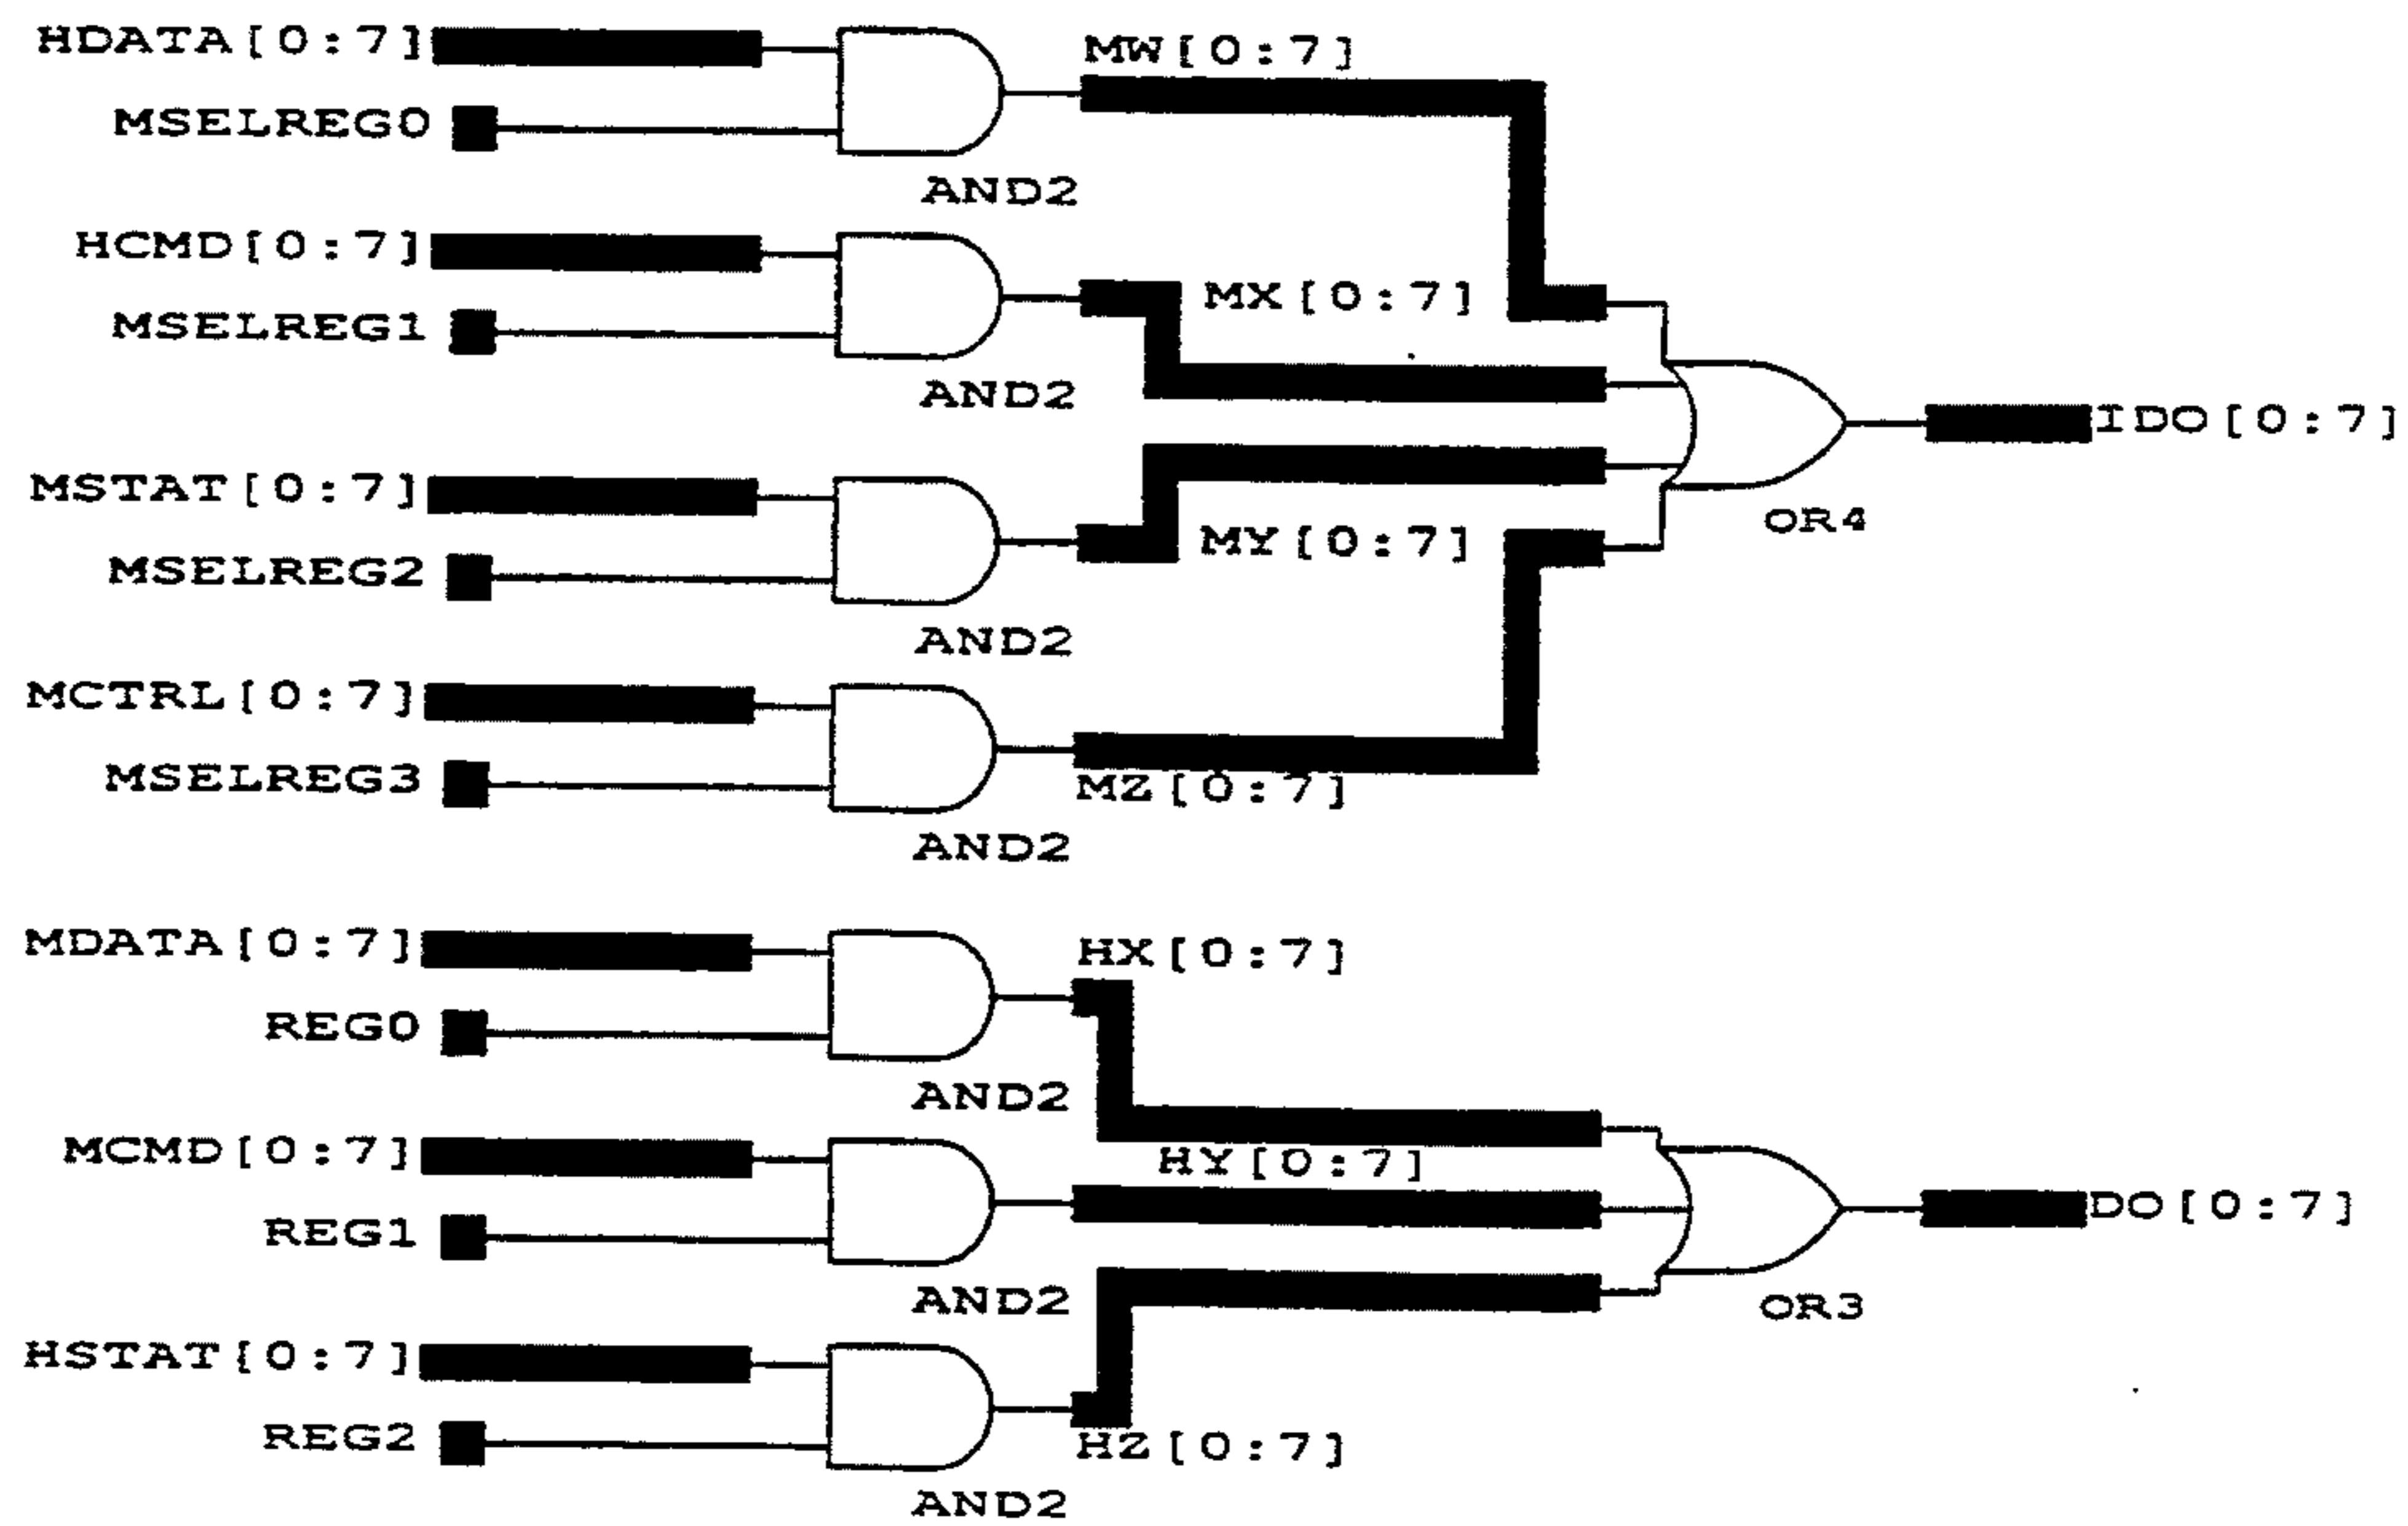 HDATA[0:7]
MW[0:7]
MSELREG0
AND2
HCMD[0:7]
MX[0:7]
MSELREG1
AND2
IDO[0:7]
MSTAT[0:7]
OR4
MY[0:7]
MSELREG2
AND2
MCTRL[0:7]
MSELREG3
MZ[0:7]
AND2
MDATA[0:7]
HX[0:7]
REG0
AND2
MCMD[0:7]
HY[0:7]
DO[0:7]
REG1
AND2
OR3
HSTAT[0:7]
REG2
HZ[0:7]
AND2